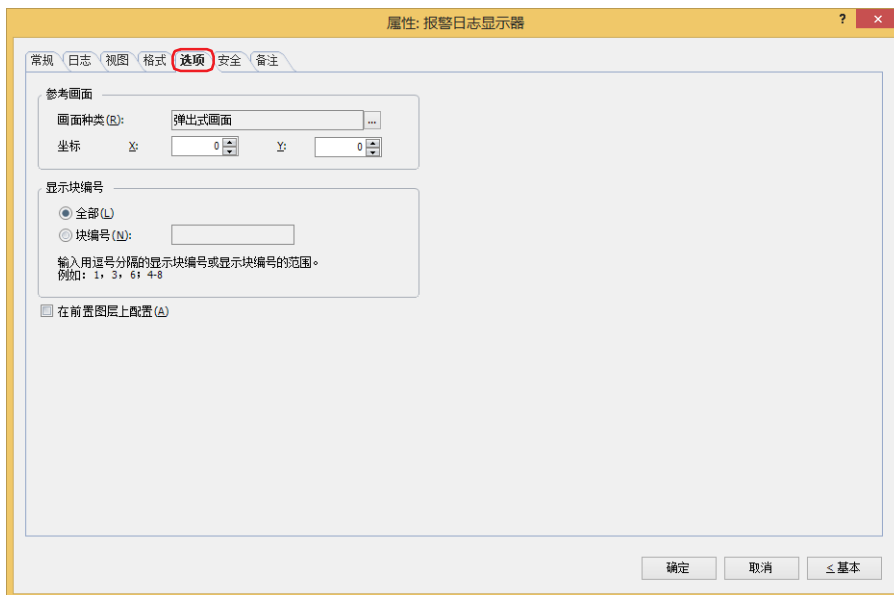 属性: 报警日志显示器
? ×
常规 日志 视图 格式 选项 安全 备注
参考画面
画面种类(R): 弹出式画面 ...
坐标 X: 0 Y: 0
显示块编号
全部(L)
块编号(N):
输入用逗号分隔的显示块编号或显示块编号的范围。
例如: 1, 3, 6; 4-8
在前置图层上配置(A)
确定 取消 <基本